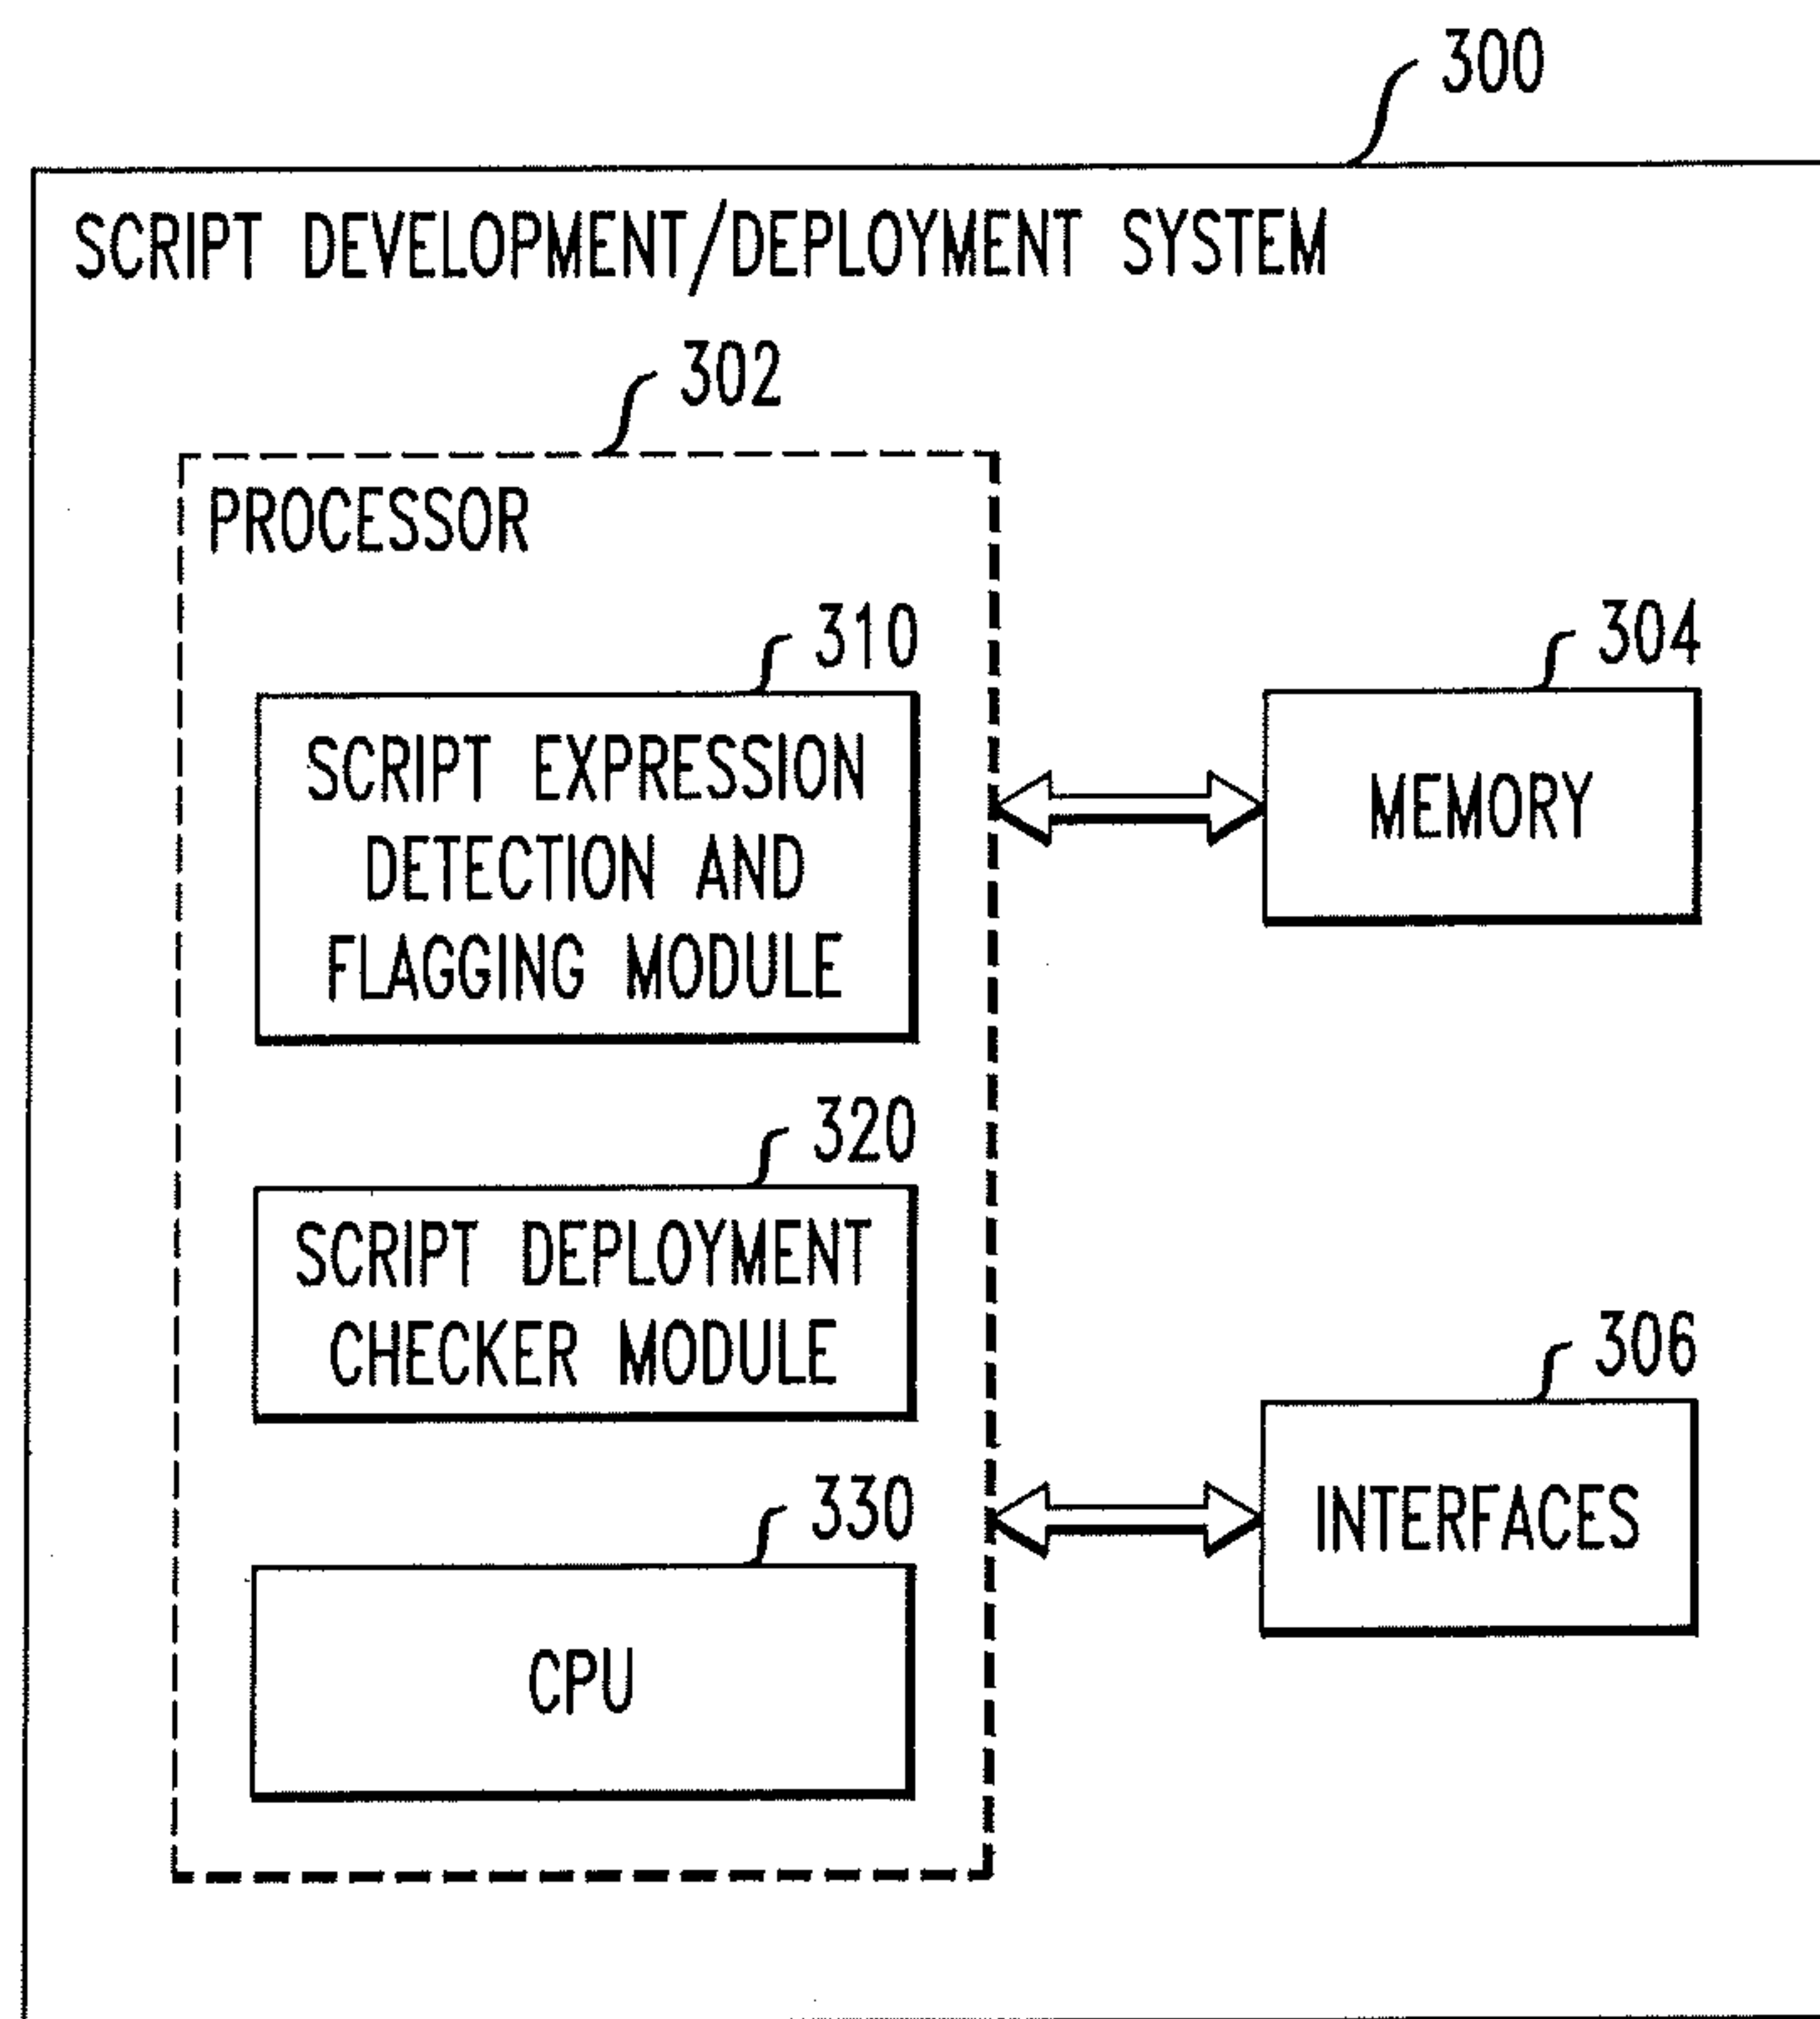 300
SCRIPT DEVELOPMENT/DEPLOYMENT SYSTEM
302
PROCESSOR
310
SCRIPT EXPRESSION
DETECTION AND
FLAGGING MODULE
304
MEMORY
320
SCRIPT DEPLOYMENT
CHECKER MODULE
306
INTERFACES
330
CPU